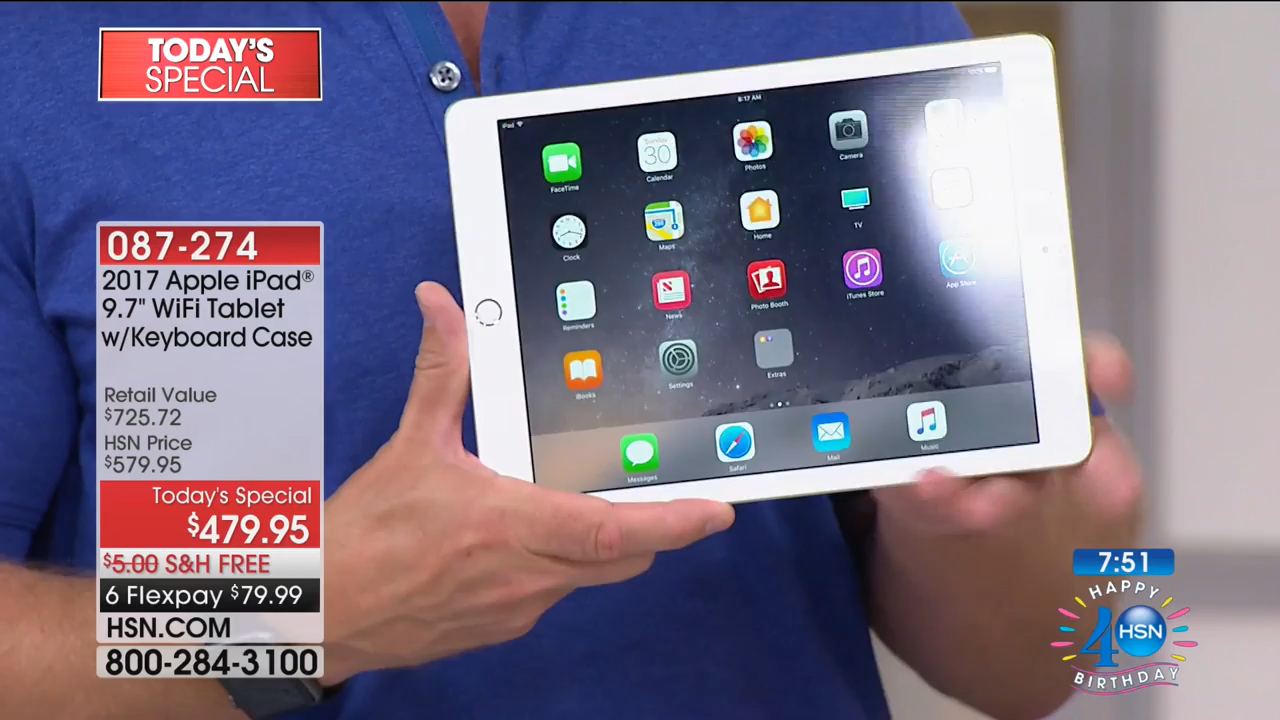 TODAY'S
SPECIAL
087-274
2017 Apple iPad®
9.7" WiFi Tablet
w/Keyboard Case
Retail Value
$725.72
HSN Price
$579.95
Today's Special
$479.95
$5.00 S&H FREE
6 Flexpay $79.99
HSN.COM
800-284-3100
iPad
8:17 AM
FaceTime
Sunday
30
Calendar
Photos
Camera
Clock
Maps
Home
TV
Reminders
News
Photo Booth
iTunes Store
App Store
iBooks
Settings
Extras
Messages
Safari
Mail
Music
7:51
HAPPY
40
HSN
BIRTHDAY